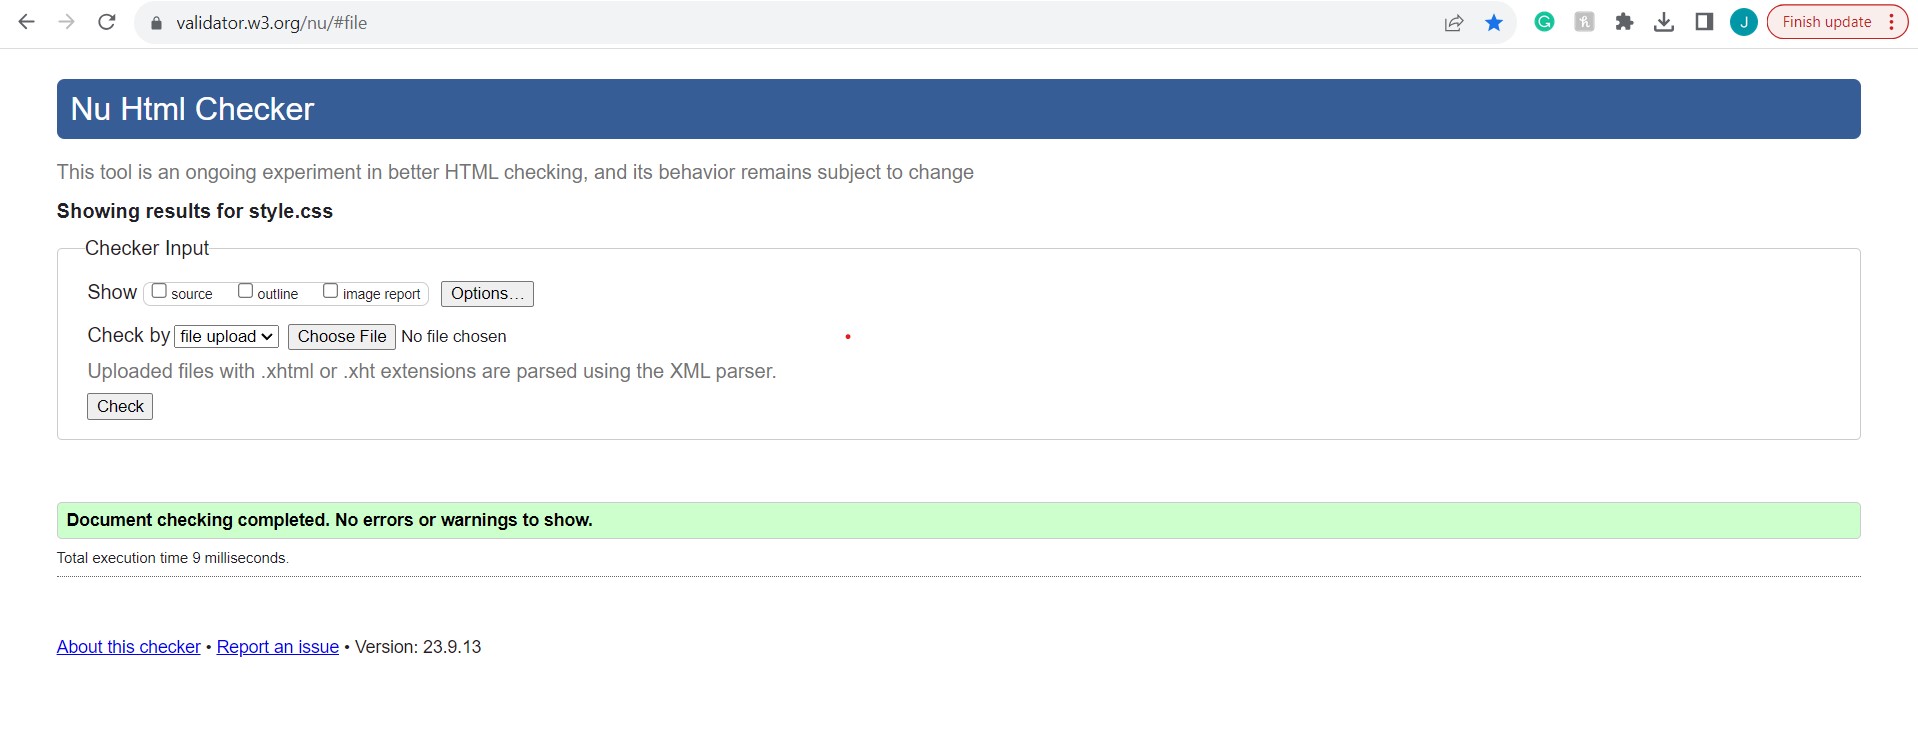 validator.w3.org/nu/#file
J
Finish update
Nu Html Checker
This tool is an ongoing experiment in better HTML checking, and its behavior remains subject to change
Showing results for style.css
Checker Input
Show source outline image report Options...
Check by file upload Choose File No file chosen
Uploaded files with .xhtml or .xht extensions are parsed using the XML parser.
Check
Document checking completed. No errors or warnings to show.
Total execution time 9 milliseconds.
About this checker • Report an issue • Version: 23.9.13